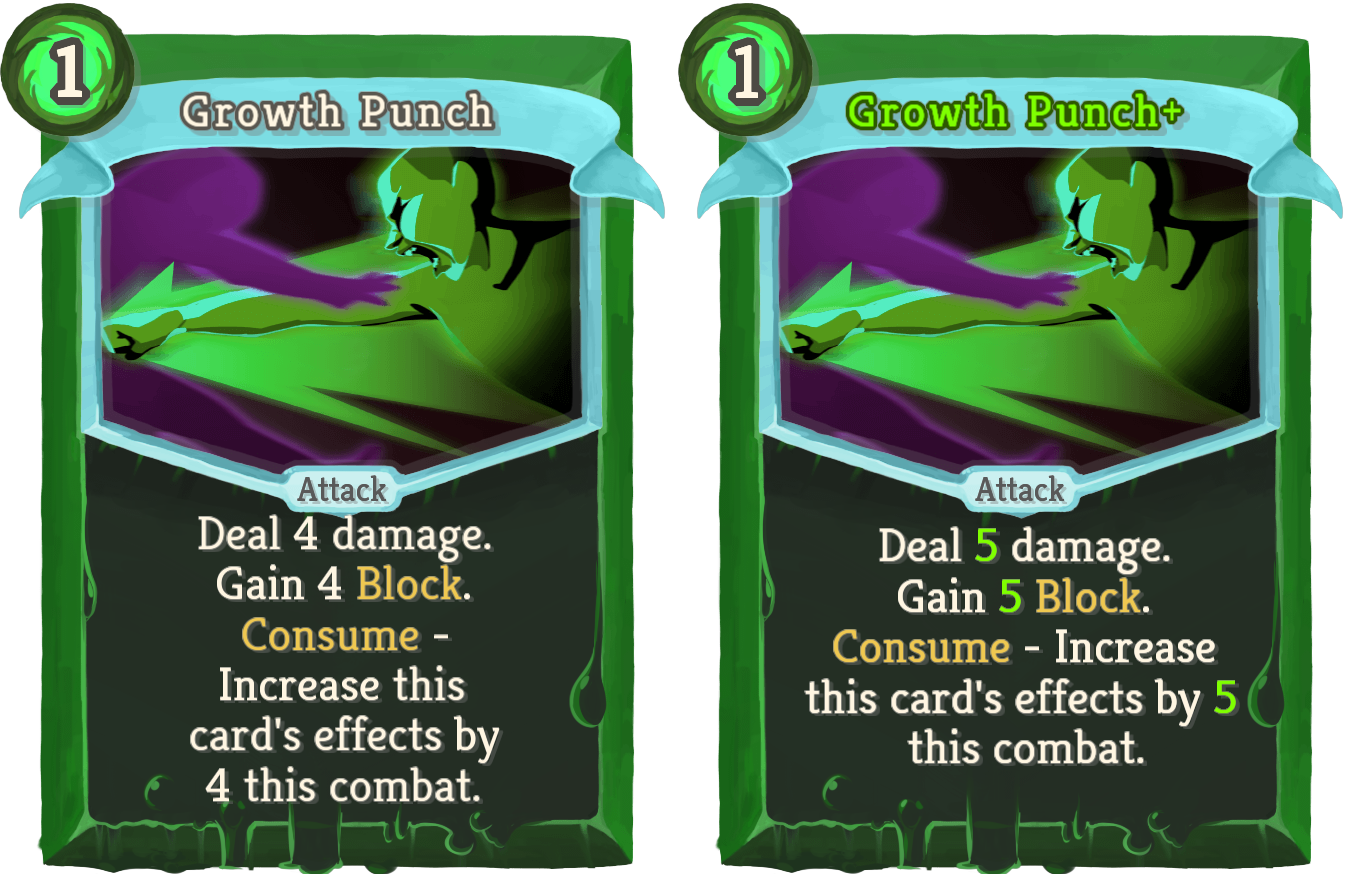 1
Growth Punch
Attack
Deal 4 damage.
Gain 4 Block.
Consume -
Increase this
card's effects by
4 this combat.
1
Growth Punch+
Attack
Deal 5 damage.
Gain 5 Block.
Consume - Increase
this card's effects by 5
this combat.